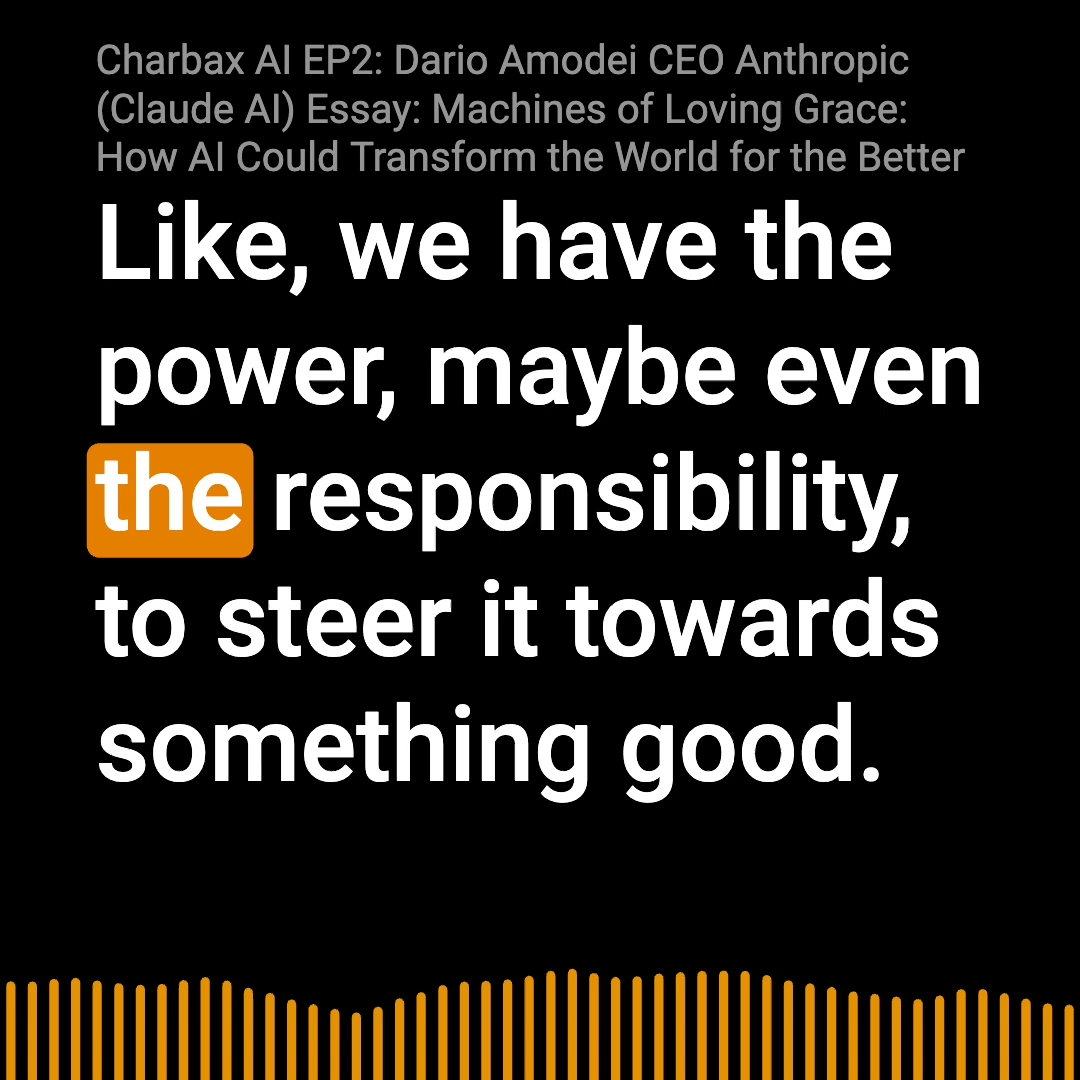 Charbax AI EP2: Dario Amodei CEO Anthropic
(Claude AI) Essay: Machines of Loving Grace:
How AI Could Transform the World for the Better
Like, we have the
power, maybe even
the responsibility,
to steer it towards
something good.